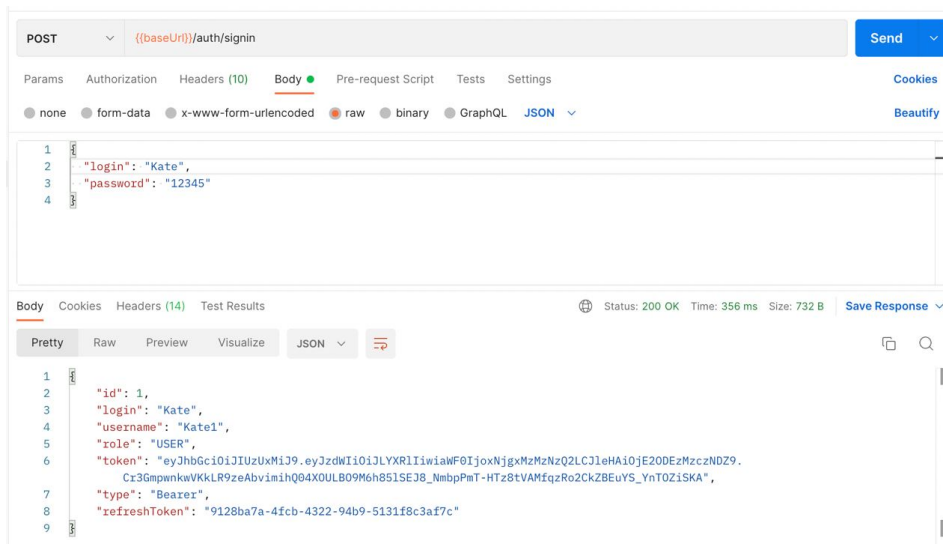 POST {{baseUrl}}/auth/signin Send
Params Authorization Headers (10) Body Pre-request Script Tests Settings Cookies
none form-data x-www-form-urlencoded raw binary GraphQL JSON Beautify
1 {
2 "login": "Kate",
3 "password": "12345"
4 }
Body Cookies Headers (14) Test Results Status: 200 OK Time: 356 ms Size: 732 B Save Response
Pretty Raw Preview Visualize JSON
1 {
2 "id": 1,
3 "login": "Kate",
4 "username": "Kate1",
5 "role": "USER",
6 "token": "eyJhbGciOiJIUzUxMiJ9.eyJzdWIiOiJLYXRlIiwiaWF0IjoxNjgxMzMzNzQ2LCJleHAiOjE2ODEzMzczNDZ9.
Cr3GmpwnkwVKkLR9zeAbvimihQ04XOULBO9M6h85lSEJ8_NmbpPmT-HTz8tVAMfqzRo2CkZBEuYS_YnTOZiSKA",
7 "type": "Bearer",
8 "refreshToken": "9128ba7a-4fcb-4322-94b9-5131f8c3af7c"
9 }